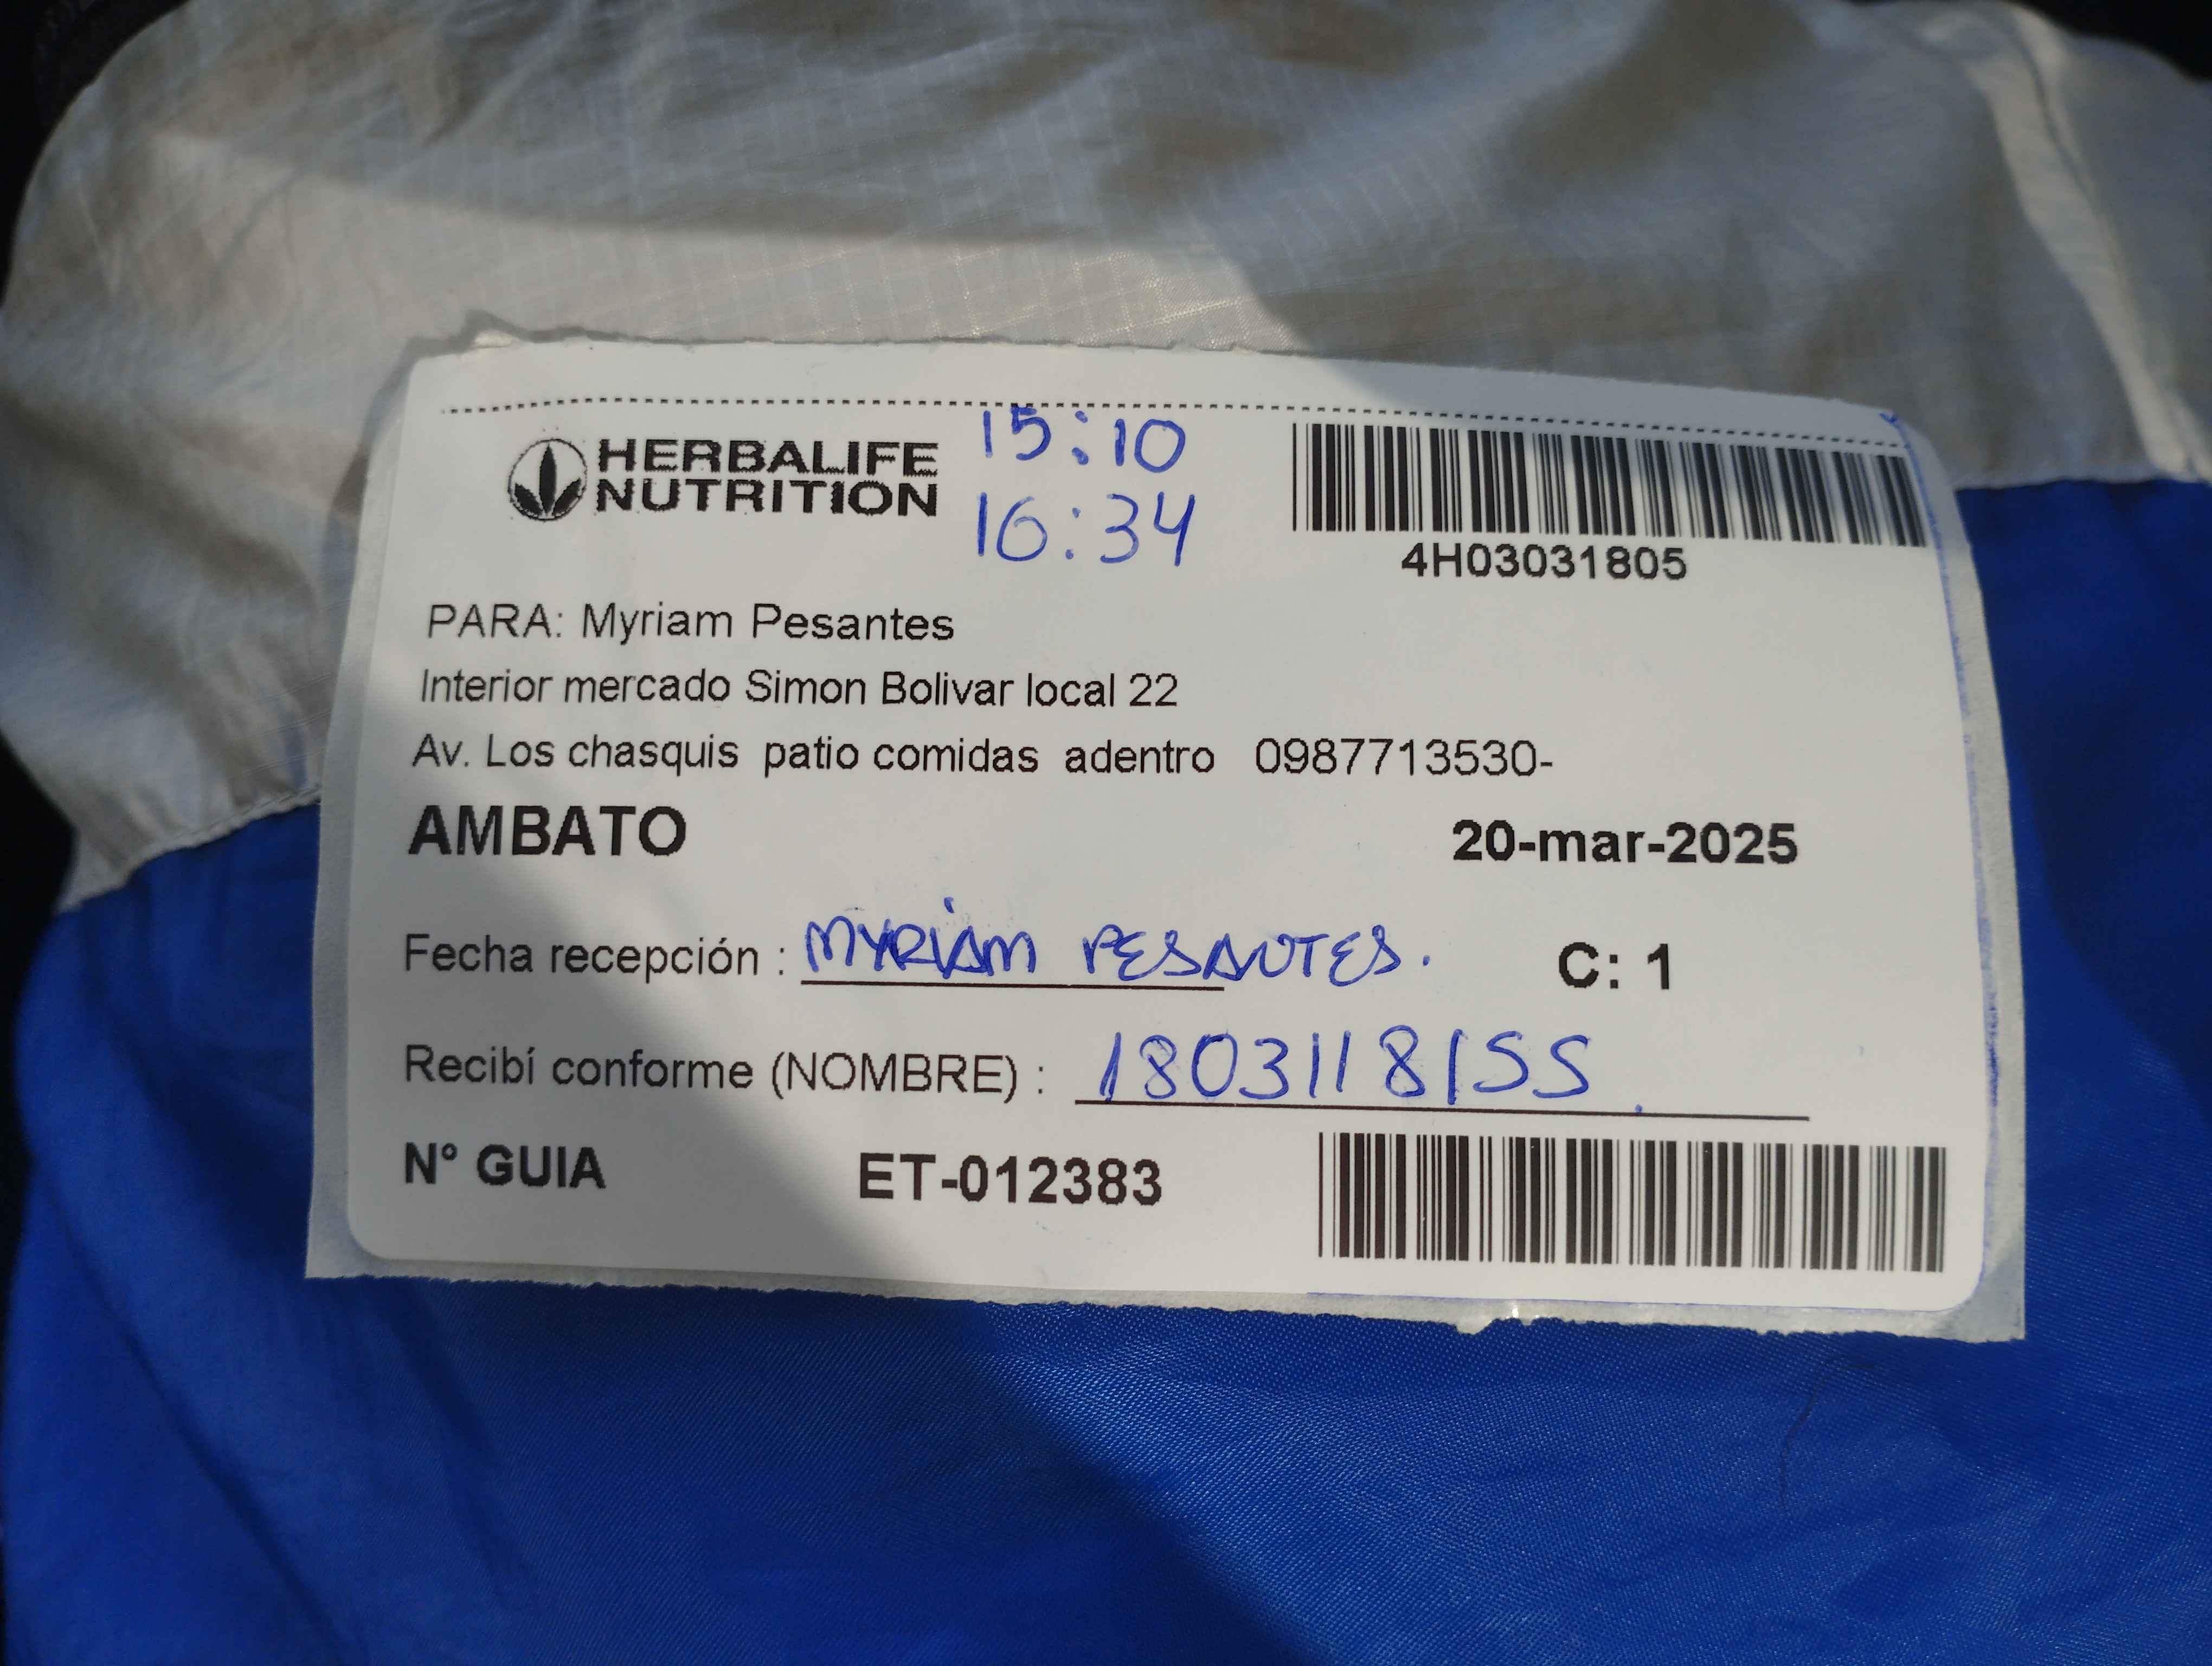 HERBALIFE
NUTRITION
15:10
16:34
4H03031805
PARA: Myriam Pesantes
Interior mercado Simon Bolivar local 22
Av. Los chasquis patio comidas adentro 0987713530-
AMBATO 20-mar-2025
Fecha recepción : MYRIAM PESANTES. C: 1
Recibí conforme (NOMBRE) : 1803118155
N° GUIA ET-012383